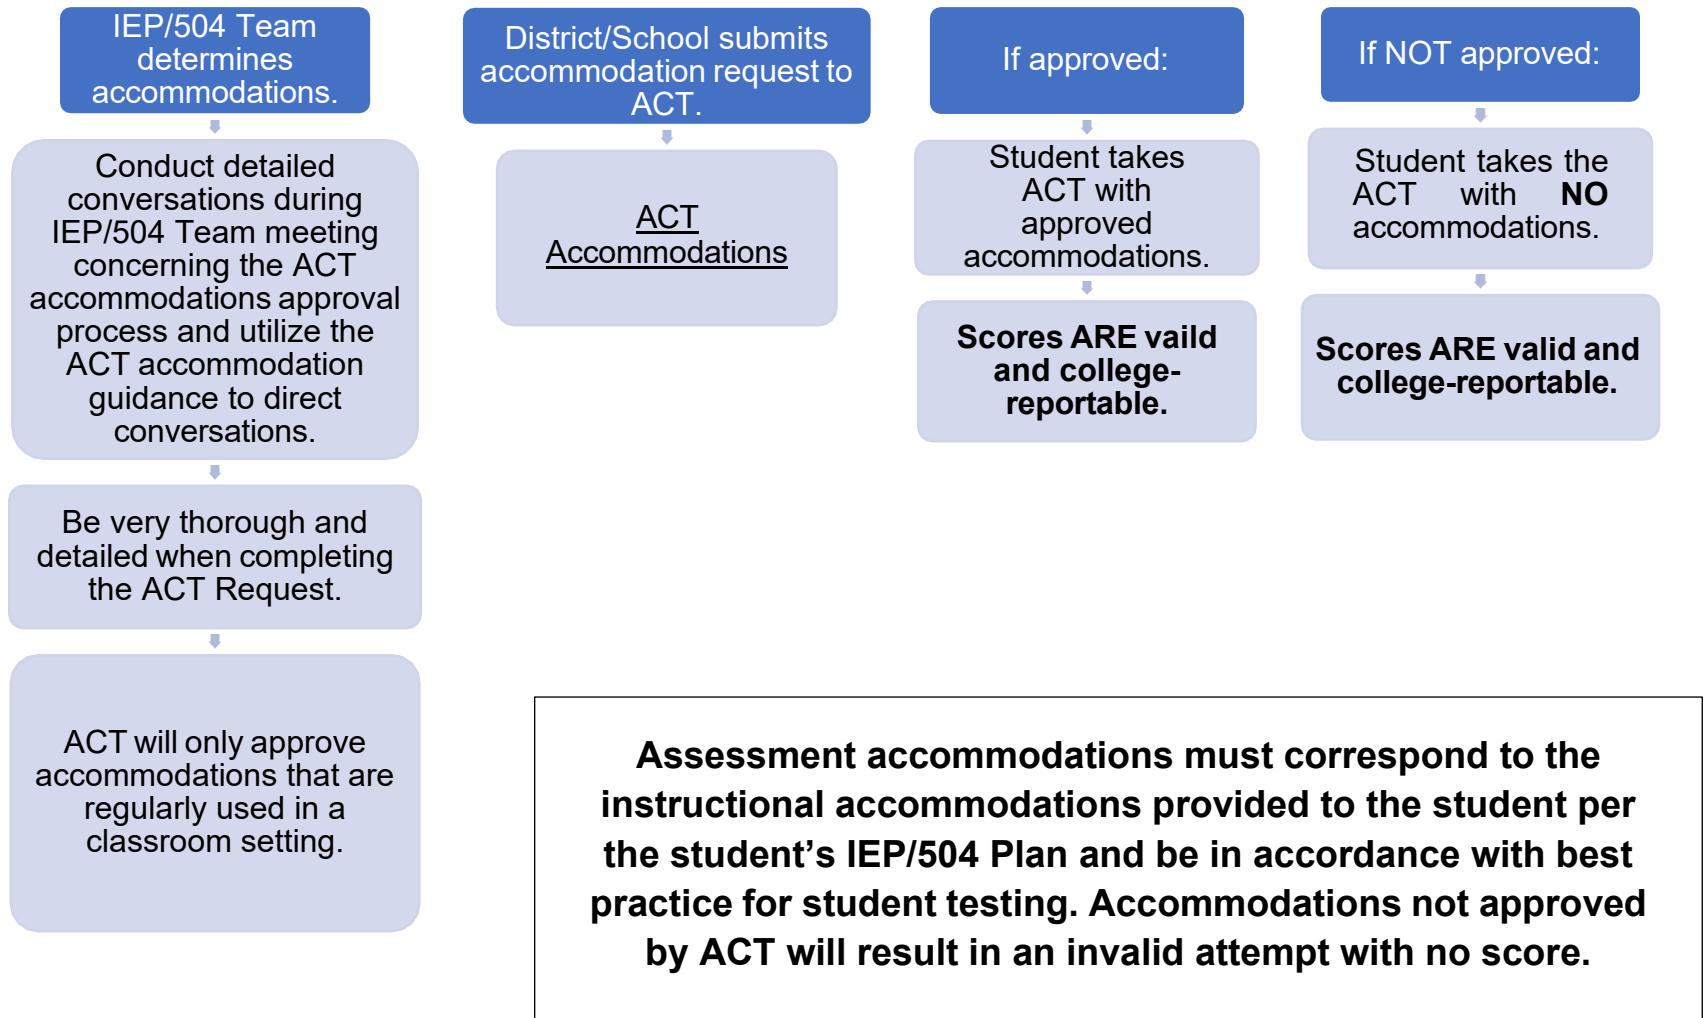 IEP/504 Team
determines
accommodations.
Conduct detailed
conversations during
IEP/504 Team meeting
concerning the ACT
accommodations approval
process and utilize the
ACT accommodation
guidance to direct
conversations.
Be very thorough and
detailed when completing
the ACT Request.
ACT will only approve
accommodations that are
regularly used in a
classroom setting.
District/School submits
accommodation request to
ACT.
ACT
Accommodations
If approved:
Student takes
ACT with
approved
accommodations.
Scores ARE vaild
and college-
reportable.
If NOT approved:
Student takes the
ACT with NO
accommodations.
Scores ARE valid and
college-reportable.
Assessment accommodations must correspond to the
instructional accommodations provided to the student per
the student’s IEP/504 Plan and be in accordance with best
practice for student testing. Accommodations not approved
by ACT will result in an invalid attempt with no score.